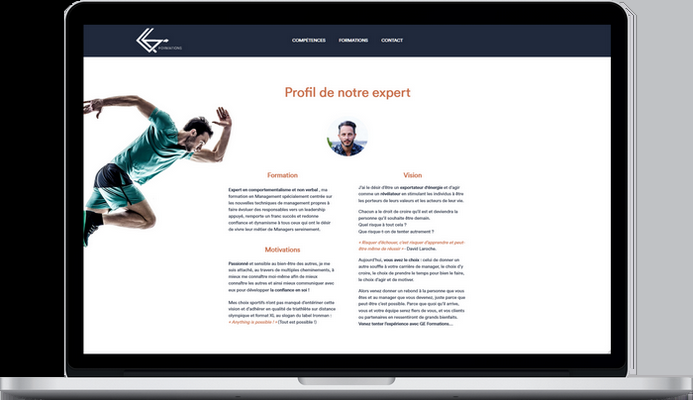 FORMATIONS
COMPÉTENCES FORMATIONS CONTACT
Profil de notre expert
Formation
Expert en comportementalisme et non verbal , ma
formation en Management spécialement centrée sur
les nouvelles techniques de management propres à
faire évoluer des responsables vers un leadership
appuyé, remporte un franc succès et redonne
confiance et dynamisme à tous ceux qui ont le désir
de vivre leur métier de Managers sereinement.
Motivations
Passionné et sensible au bien-être des autres, je me
suis attaché, au travers de multiples cheminements, à
mieux me connaître moi-même afin de mieux
connaître les autres et ainsi mieux communiquer avec
eux pour développer la confiance en soi !
Mes choix sportifs n'ont pas manqué d'entériner cette
vision et d'adhérer en qualité de triathlète sur distance
olympique et format XL au slogan du label Ironman :
« Anything is possible ! » (Tout est possible !)
Vision
J'ai le désir d'être un exportateur d'énergie et d'agir
comme un révélateur en stimulant les individus à être
les porteurs de leurs valeurs et les acteurs de leur vie.
Chacun a le droit de croire qu'il est et deviendra la
personne qu'il souhaite être demain.
Quel risque à tout cela ?
Que risque-t-on de tenter autrement ?
« Risquer d'échouer, c'est risquer d'apprendre et peut-
être même de réussir » - David Laroche.
Aujourd'hui, vous avez le choix : celui de donner un
autre souffle à votre carrière de manager, le choix d'y
croire, le choix de prendre le temps pour bien le faire,
le choix d'agir et de motiver.
Alors venez donner un rebond à la personne que vous
êtes et au manager que vous devenez, juste parce que
peut-être c'est possible. Parce que quoi qu'il arrive,
vous et votre équipe serez fiers de vous, et vos clients
ou partenaires en ressentiront de grands bienfaits.
Venez tenter l'expérience avec GE Formations...